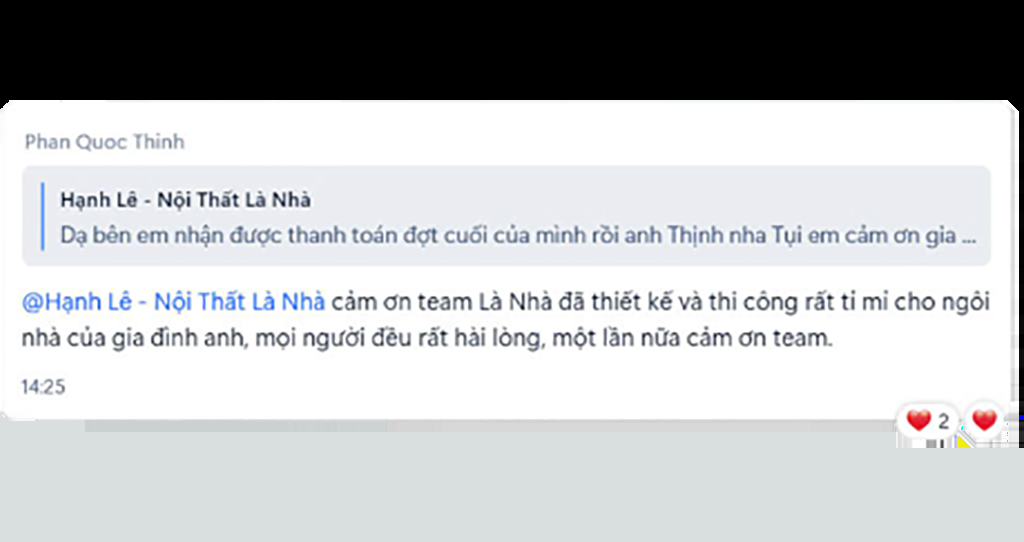 Phan Quoc Thinh
Hạnh Lê - Nội Thất Là Nhà
Dạ bên em nhận được thanh toán đợt cuối của mình rồi anh Thịnh nha Tụi em cảm ơn gia ...
@Hạnh Lê - Nội Thất Là Nhà cảm ơn team Là Nhà đã thiết kế và thi công rất tỉ mỉ cho ngôi
nhà của gia đình anh, mọi người đều rất hài lòng, một lần nữa cảm ơn team.
14:25
2